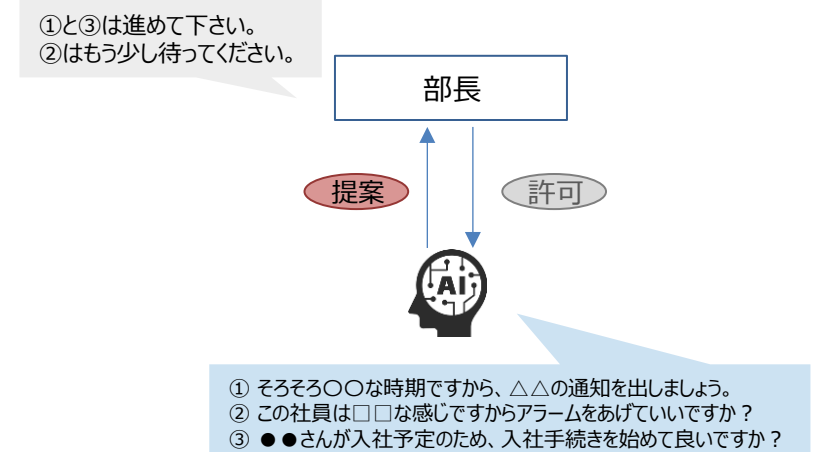 ①と③は進めて下さい。
②はもう少し待ってください。
部長
提案
許可
AI
① そろそろ〇〇な時期ですから、△△の通知を出しましょう。
② この社員は□□な感じですからアラームをあげていいですか？
③ ●●さんが入社予定のため、入社手続きを始めて良いですか？